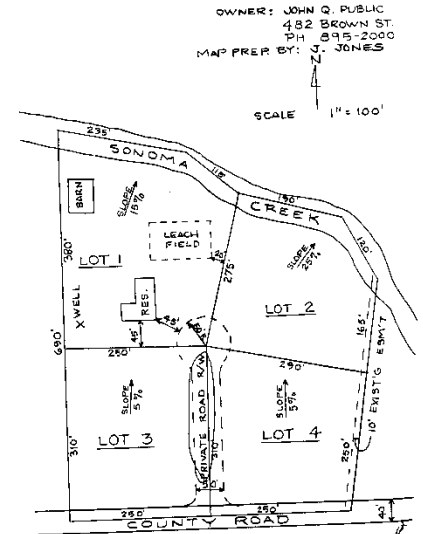 OWNER: JOHN Q. PUBLIC
482 BROWN ST.
PH 895-2000
MAP PREP. BY: J. JONES
N
SCALE 1"=100'
235'
SONOMA
118'
190'
CREEK
120'
BARN
SLOPE
15%
LEACH
FIELD
SLOPE
25%
380'
LOT 1
275'
LOT 2
X WELL
RES.
165'
45'
690'
250'
290'
10' EXIST'G ESM'T
SLOPE
5%
PRIVATE ROAD R/W
SLOPE
5%
LOT 3
310'
310'
LOT 4
250'
250'
250'
40'
COUNTY ROAD